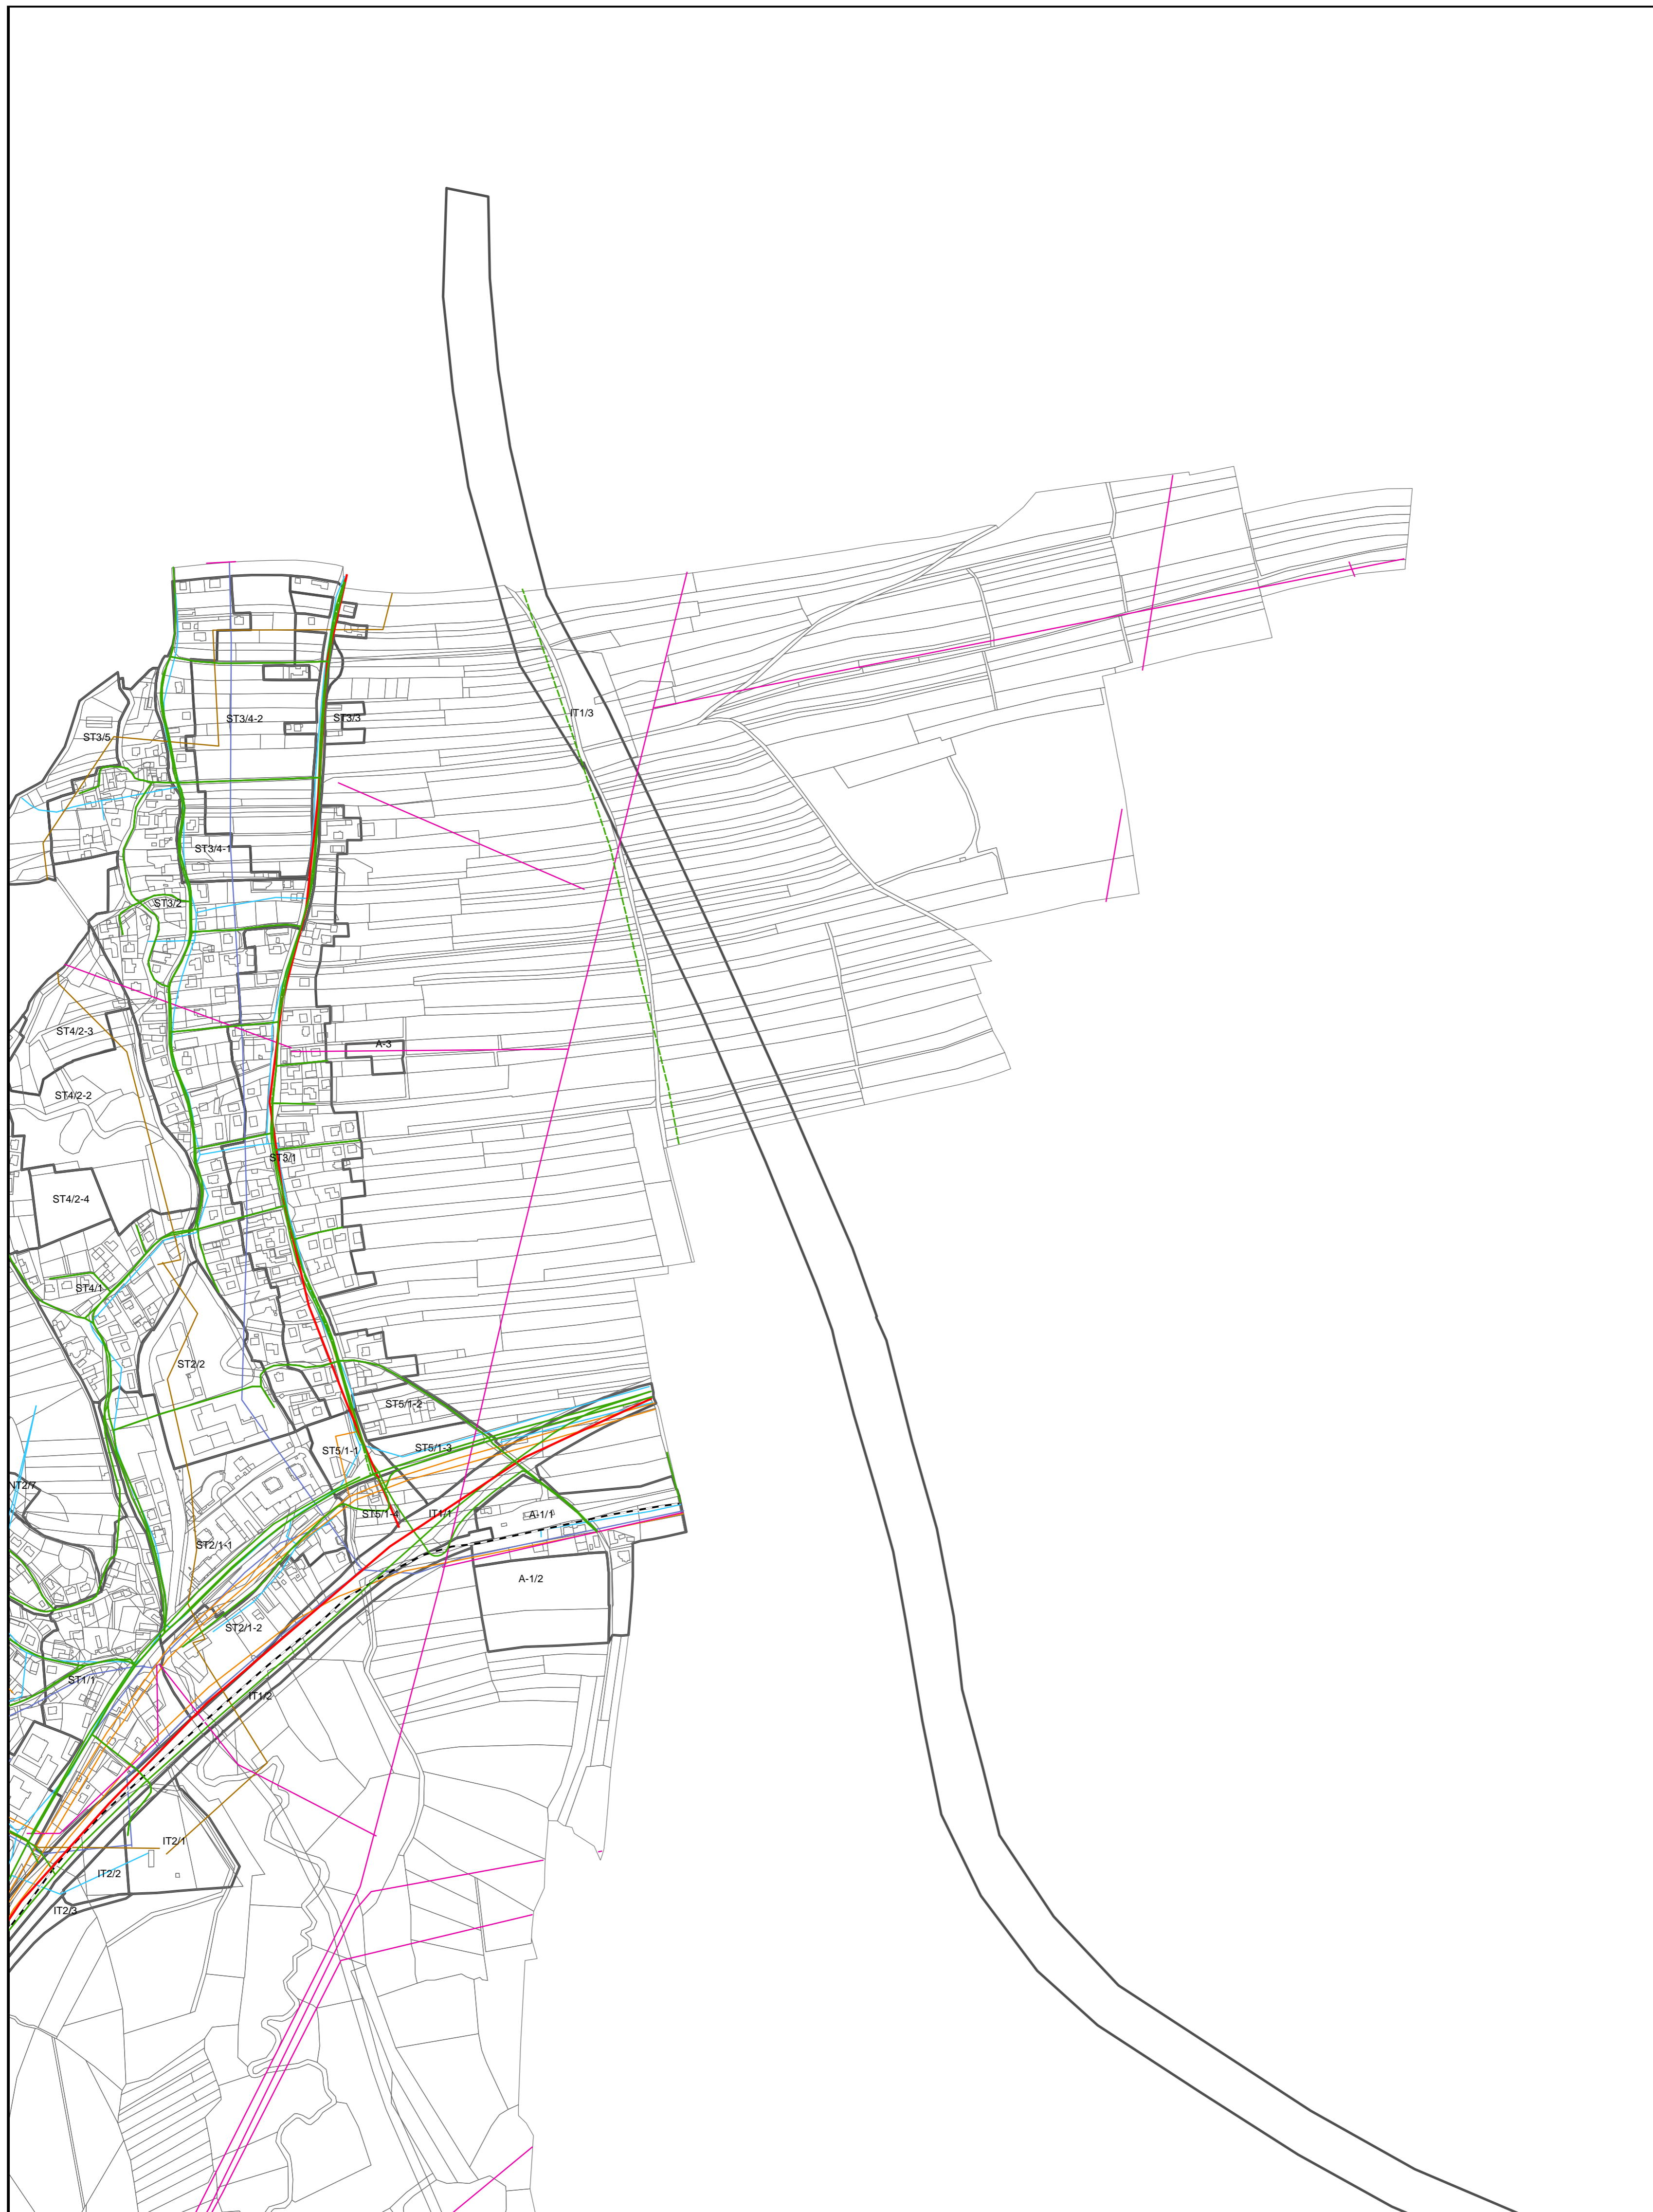 IT1/3
ST3/4-2
ST3/3
ST3/5
ST3/4-1
ST3/2
ST4/2-3
A-3
ST4/2-2
ST3/1
ST4/2-4
ST4/1
ST2/2
ST5/1-2
ST5/1-1
ST5/1-3
IT2/7
ST5/1-4
IT1/1
A-1/1
ST2/1-1
A-1/2
ST2/1-2
ST1/1
IT1/2
IT2/1
IT2/2
IT2/3